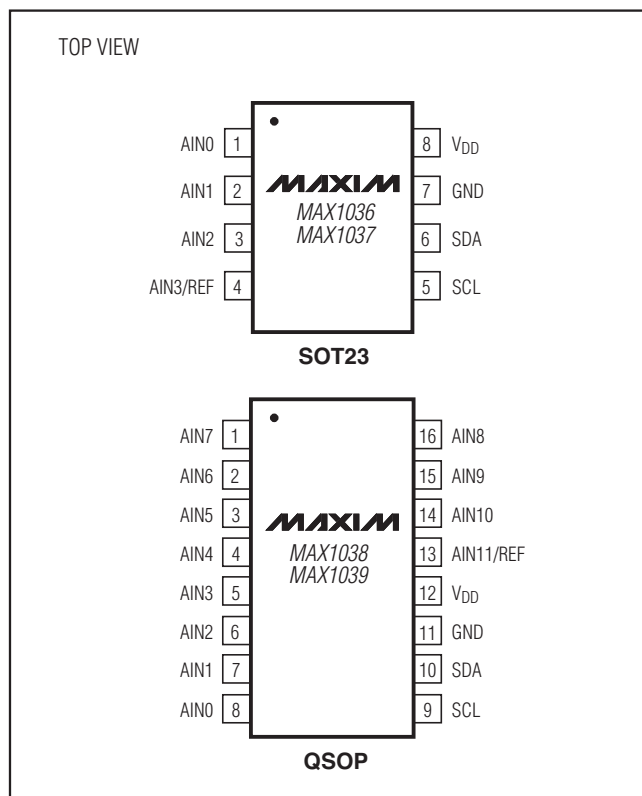 TOP VIEW
AIN0 1 8 VDD
AIN1 2 MAXIM 7 GND
MAX1036
AIN2 3 MAX1037 6 SDA
AIN3/REF 4 5 SCL
SOT23
AIN7 1 16 AIN8
AIN6 2 15 AIN9
AIN5 3 MAXIM 14 AIN10
AIN4 4 MAX1038 13 AIN11/REF
MAX1039
AIN3 5 12 VDD
AIN2 6 11 GND
AIN1 7 10 SDA
AIN0 8 9 SCL
QSOP